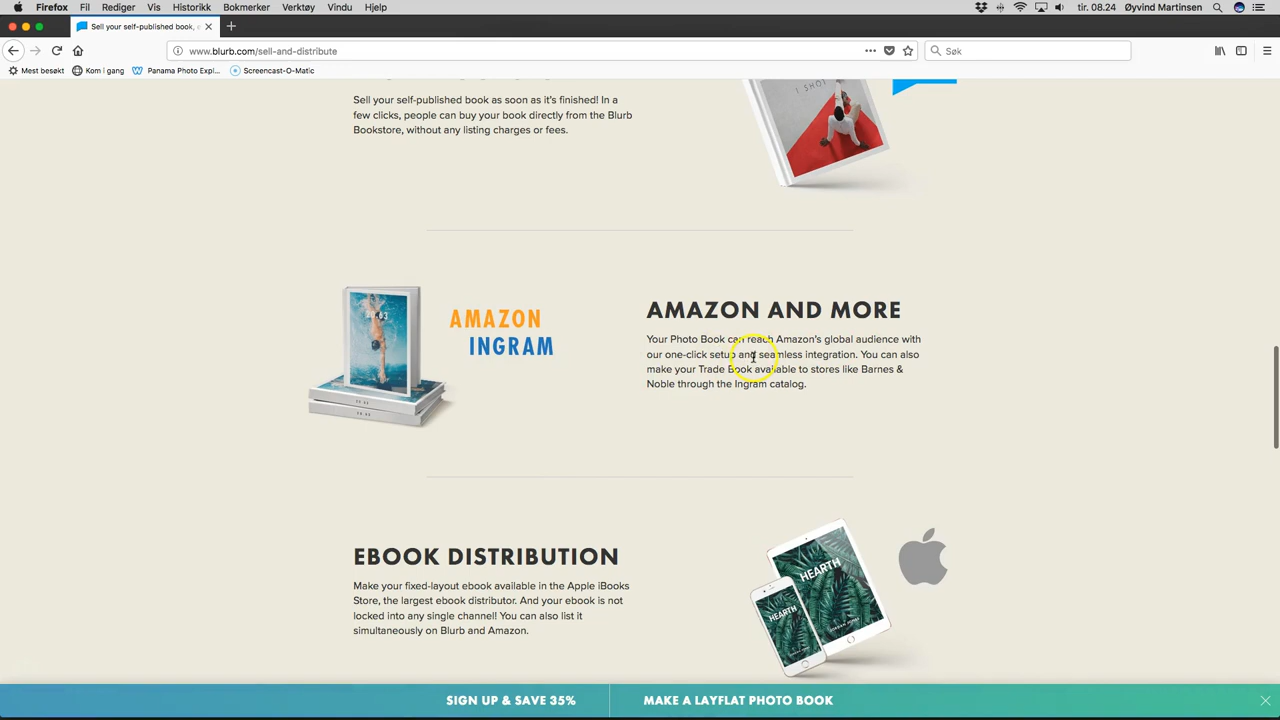 Firefox Fil Rediger Vis Historikk Bokmerker Verktøy Vindu Hjelp tir. 08.24 Øyvind Martinsen
Sell your self-published book,
www.blurb.com/sell-and-distribute
Søk
Mest besøkt Kom i gang Panama Photo Expl... Screencast-O-Matic
Sell your self-published book as soon as it's finished! In a
few clicks, people can buy your book directly from the Blurb
Bookstore, without any listing charges or fees.
I SHOT
AMAZON
INGRAM
AMAZON AND MORE
Your Photo Book can reach Amazon's global audience with
our one-click setup and seamless integration. You can also
make your Trade Book available to stores like Barnes &
Noble through the Ingram catalog.
EBOOK DISTRIBUTION
Make your fixed-layout ebook available in the Apple iBooks
Store, the largest ebook distributor. And your ebook is not
locked into any single channel! You can also list it
simultaneously on Blurb and Amazon.
HEARTH
HEARTH
SIGN UP & SAVE 35%
MAKE A LAYFLAT PHOTO BOOK